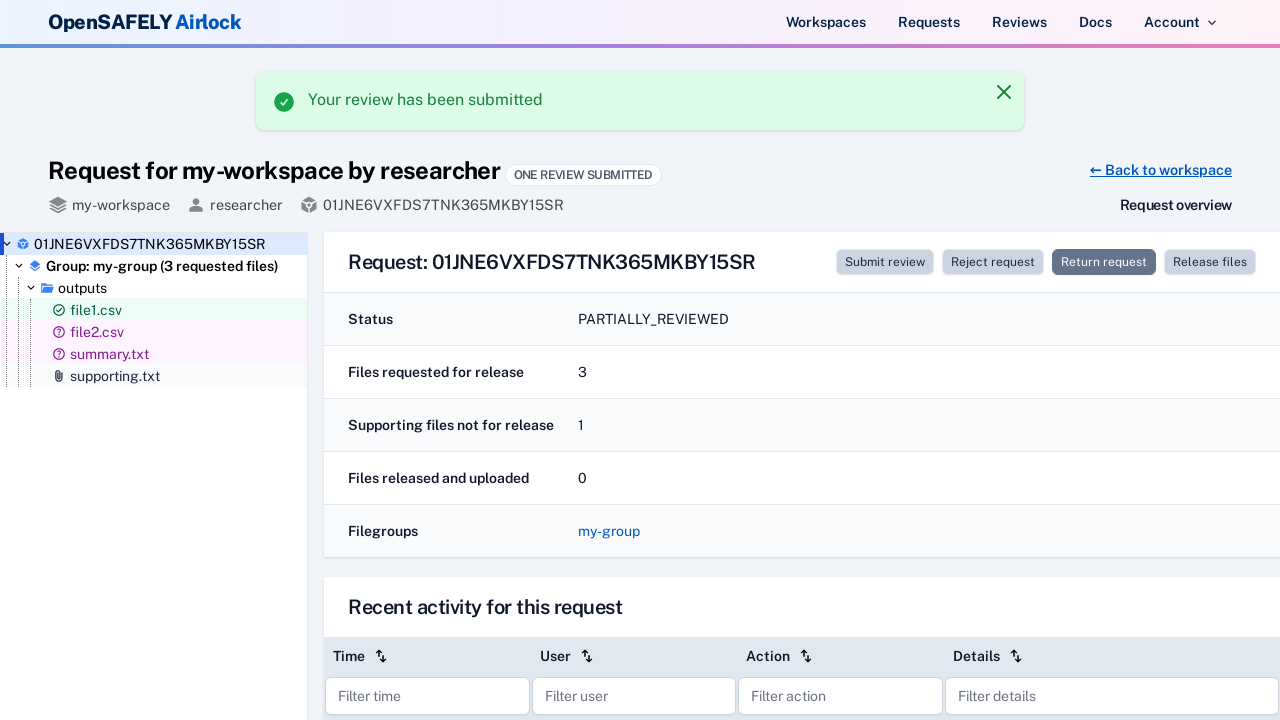 OpenSAFELY Airlock
Workspaces Requests Reviews Docs Account
Your review has been submitted
Request for my-workspace by researcher ONE REVIEW SUBMITTED
← Back to workspace
my-workspace researcher 01JNE6VXFDS7TNK365MKBY15SR
Request overview
01JNE6VXFDS7TNK365MKBY15SR
Group: my-group (3 requested files)
outputs
file1.csv
file2.csv
summary.txt
supporting.txt
Request: 01JNE6VXFDS7TNK365MKBY15SR
Submit review Reject request Return request Release files
Status PARTIALLY_REVIEWED
Files requested for release 3
Supporting files not for release 1
Files released and uploaded 0
Filegroups my-group
Recent activity for this request
Time User Action Details
Filter time Filter user Filter action Filter details